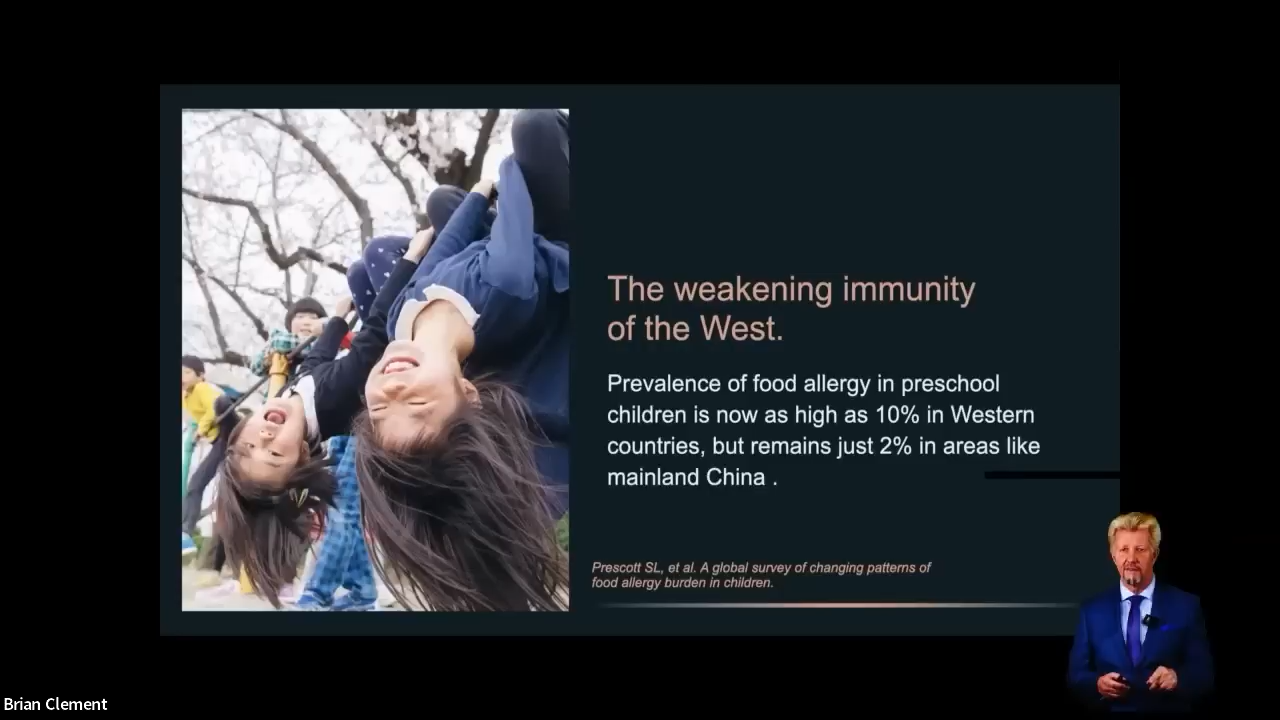 The weakening immunity
of the West.
Prevalence of food allergy in preschool
children is now as high as 10% in Western
countries, but remains just 2% in areas like
mainland China .
Prescott SL, et al. A global survey of changing patterns of
food allergy burden in children.
Brian Clement